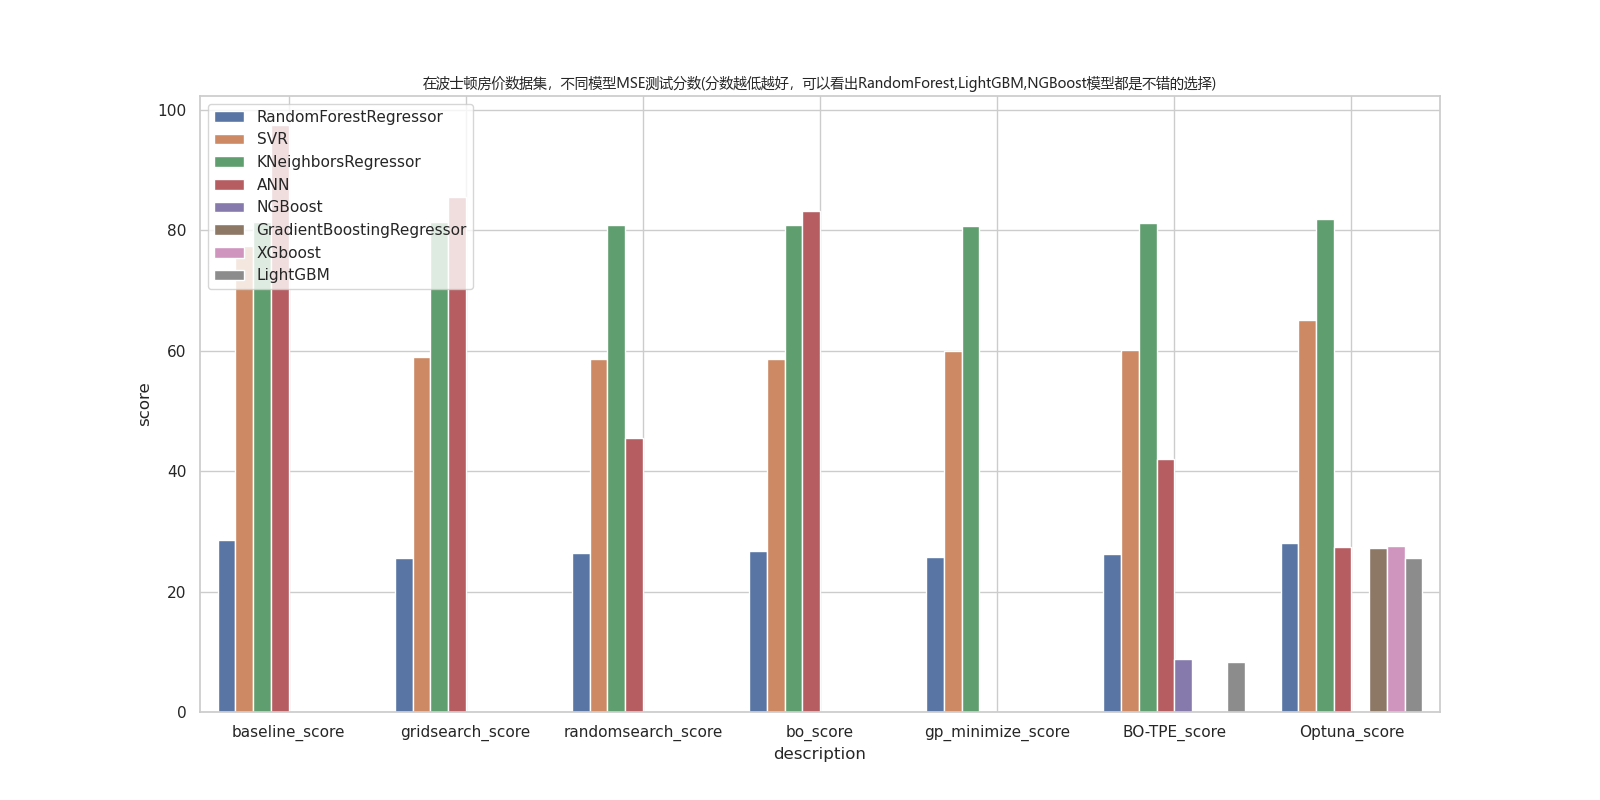 在波士顿房价数据集，不同模型MSE测试分数(分数越低越好，可以看出RandomForest,LightGBM,NGBoost模型都是不错的选择)
100
80
60
40
20
0
score
RandomForestRegressor
SVR
KNeighborsRegressor
ANN
NGBoost
GradientBoostingRegressor
XGboost
LightGBM
baseline_score
gridsearch_score
randomsearch_score
bo_score
gp_minimize_score
BO-TPE_score
Optuna_score
description